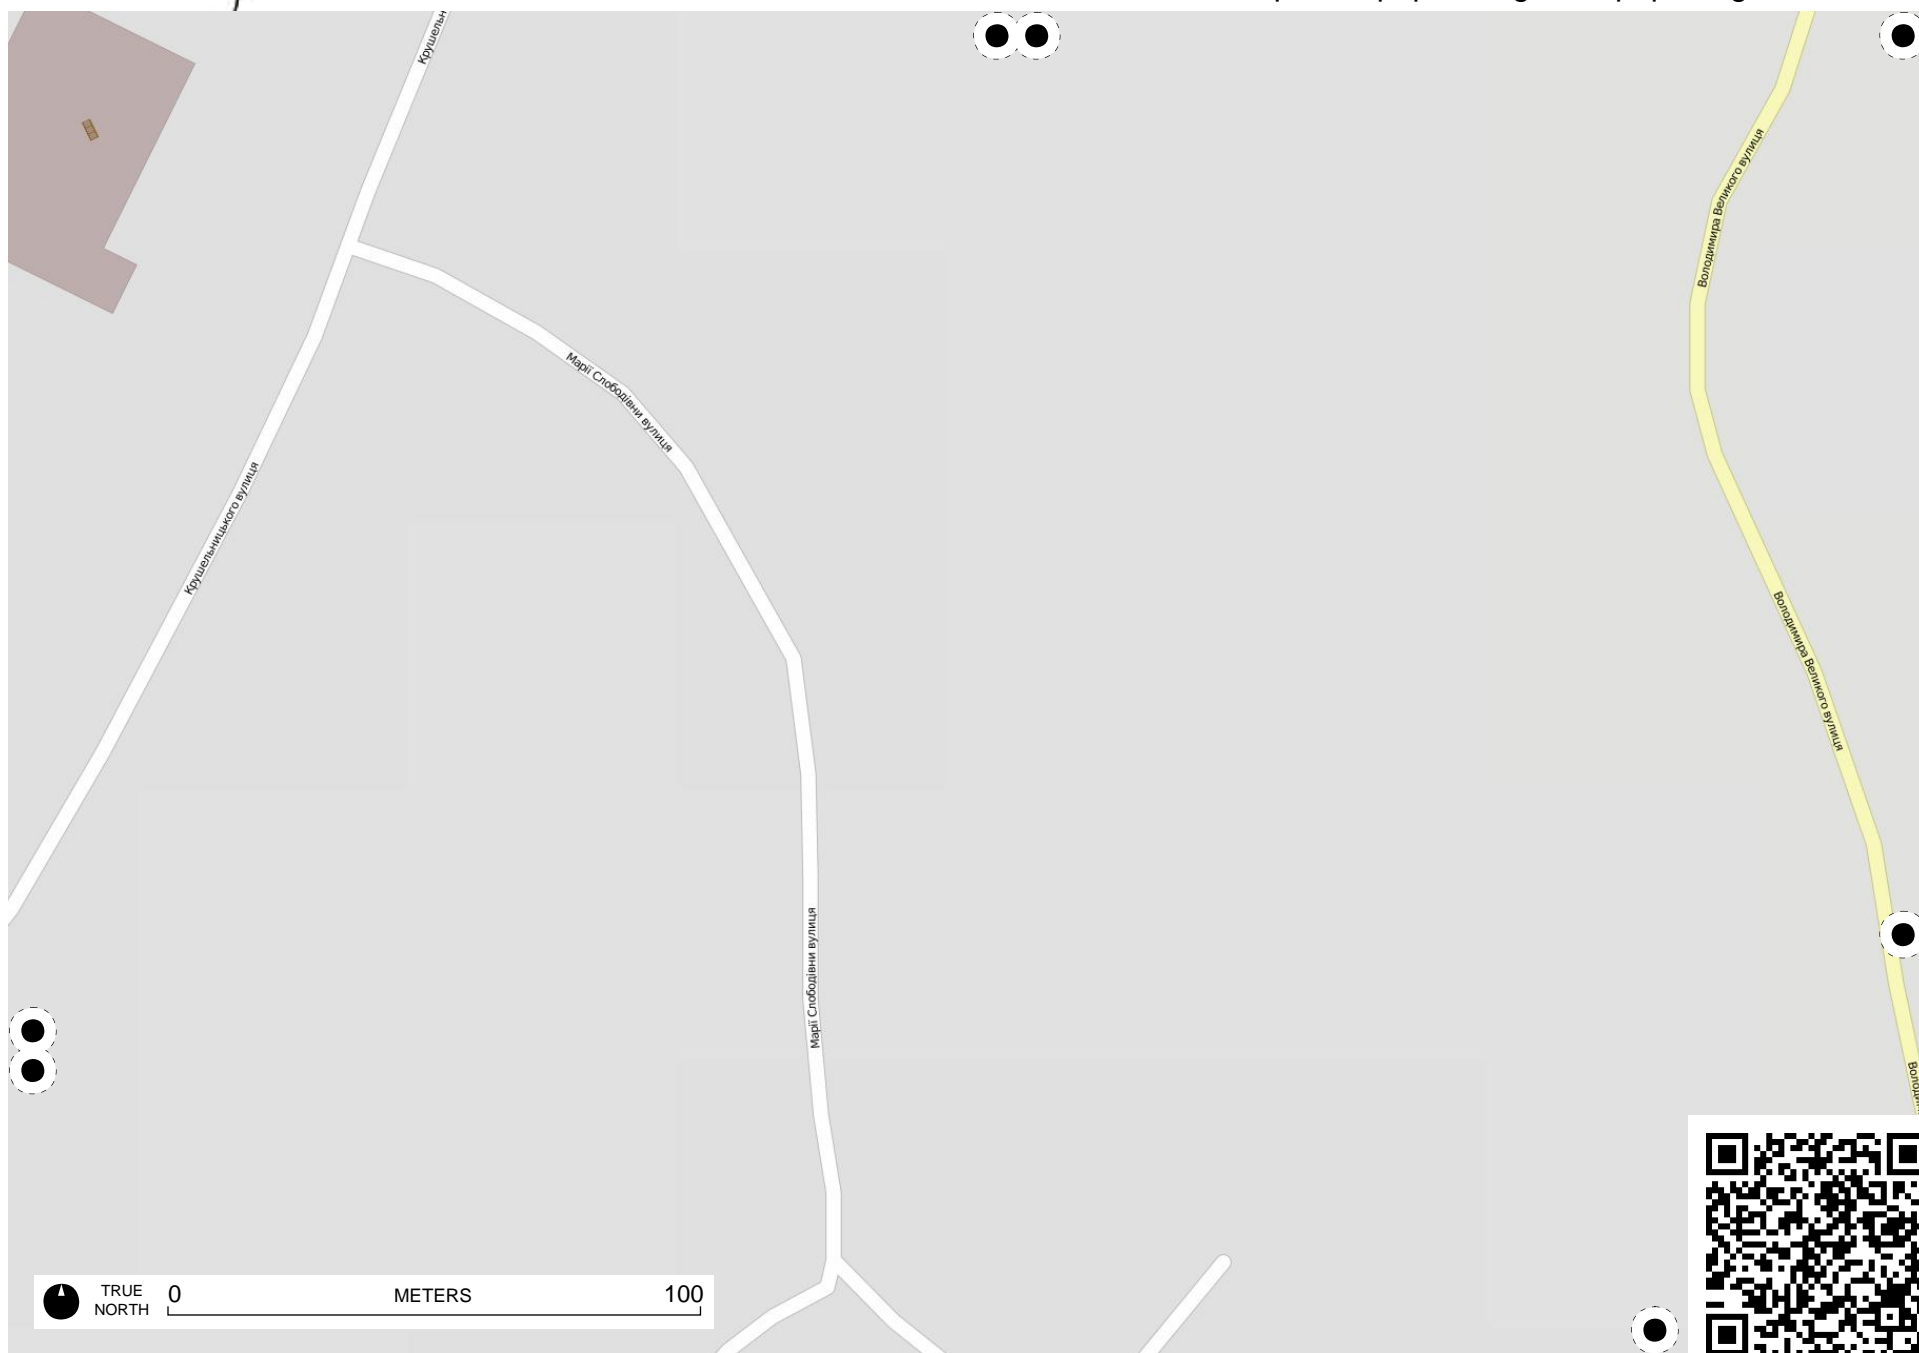 Крушельн
Володимира Великого вулиця
Марії Слободівни вулиця
Крушельницького вулиця
Володимира Великого вулиця
Марії Слободівни вулиця
TRUE NORTH
0 METERS 100